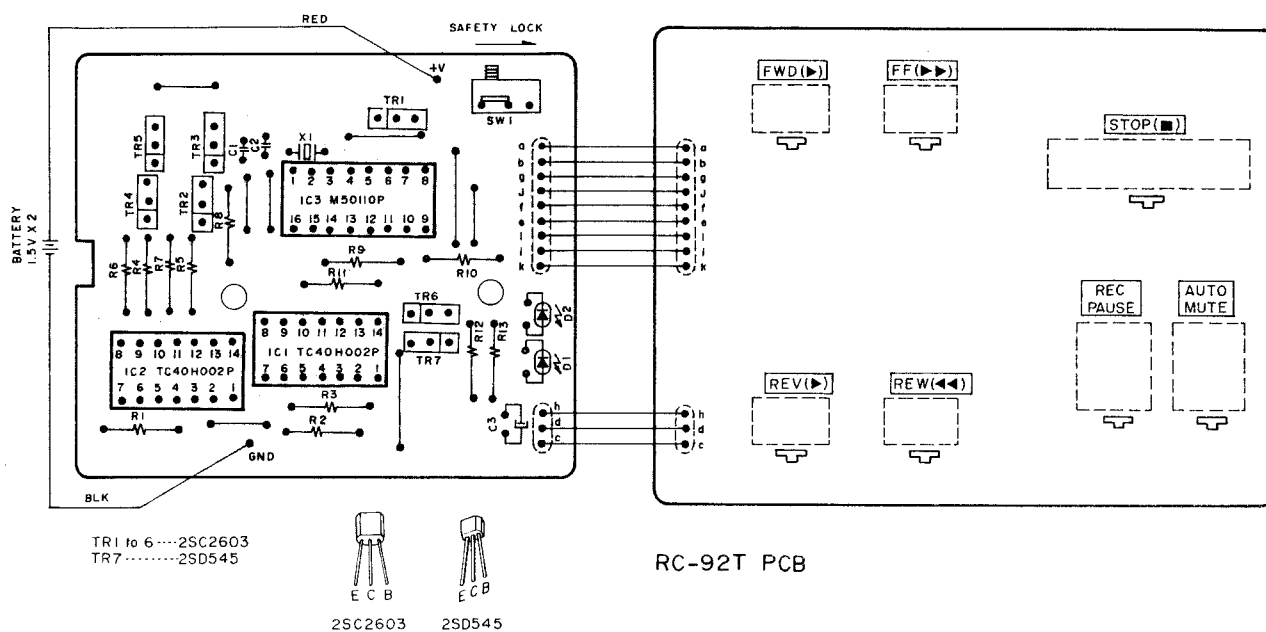 RED
SAFETY LOCK
+V
FWD(▶)
FF(▶▶)
TR1
SW1
STOP(■)
TR5
TR3
C1
C2
X1
a
b
g
J
f
e
l
i
k
a
b
g
J
f
e
l
i
k
1 2 3 4 5 6 7 8
IC3 M50110P
16 15 14 13 12 11 10 9
TR4
TR2
R8
BATTERY
1.5V X 2
R6
R4
R7
R5
R9
R10
R11
REC
PAUSE
AUTO
MUTE
TR6
R12
R13
D2
8 9 10 11 12 13 14
IC1 TC40H002P
7 6 5 4 3 2 1
TR7
D1
8 9 10 11 12 13 14
IC2 TC40H002P
7 6 5 4 3 2 1
REV(▶)
REW(◀◀)
R3
R1
R2
C3
h
d
c
h
d
c
GND
BLK
TR1 to 6----2SC2603
TR7---------2SD545
RC-92T PCB
E C B
E C B
2SC2603
2SD545